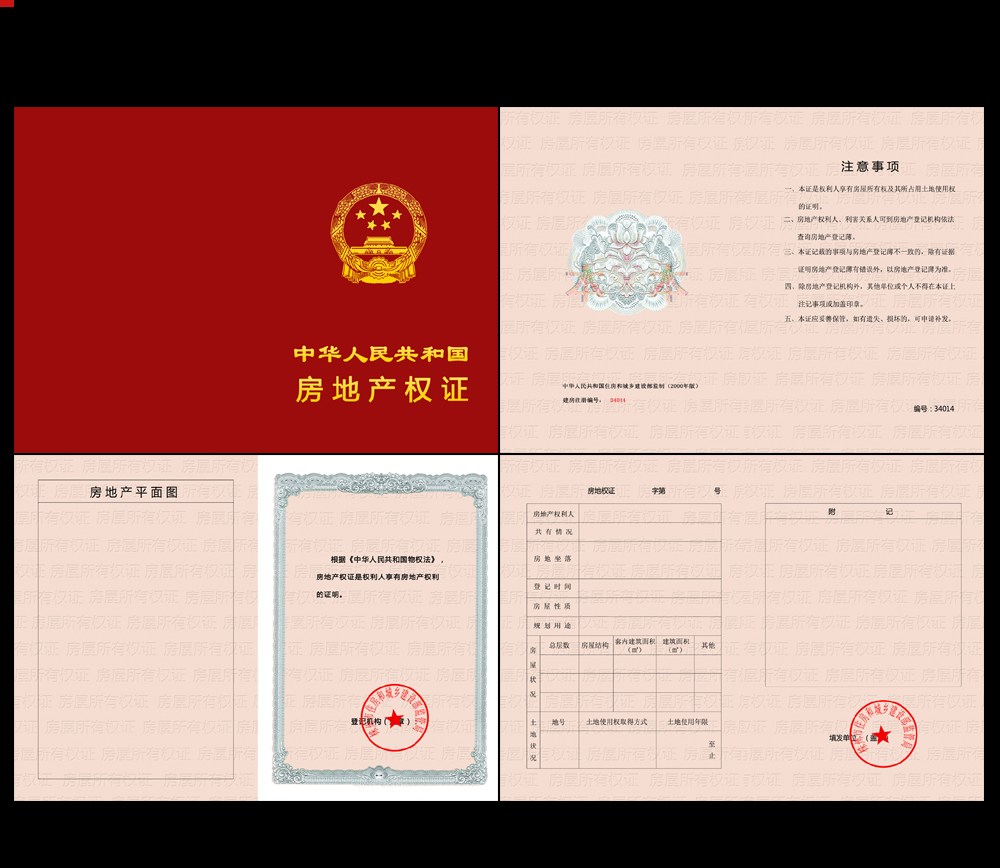 中华人民共和国
房地产权证
注意事项
一、本证是权利人享有房屋所有权及其所占用土地使用权
的证明。
二、房地产权利人、利害关系人可到房地产登记机构依法
查询房地产登记簿。
三、本证记载的事项与房地产登记簿不一致的，除有证据
证明房地产登记簿有错误外，以房地产登记簿为准。
四、除房地产登记机构外，其他单位或个人不得在本证上
注记事项或加盖印章。
五、本证应妥善保管，如有遗失、损坏的，可申请补发。
中华人民共和国住房和城乡建设部监制（2000年版）
建房注册编号： 34014
编号：34014
房地产平面图
根据《中华人民共和国物权法》，
房地产权证是权利人享有房地产权利
的证明。
登记机构（
房地权证 字第 号
房地产权利人
共有情况
房地坐落
登记时间
房屋性质
规划用途
房屋状况
总层数 房屋结构 套内建筑面积（㎡） 建筑面积（㎡） 其他
土地状况
地号 土地使用权取得方式 土地使用年限
至
止
附 记
填发单
房屋所有权证